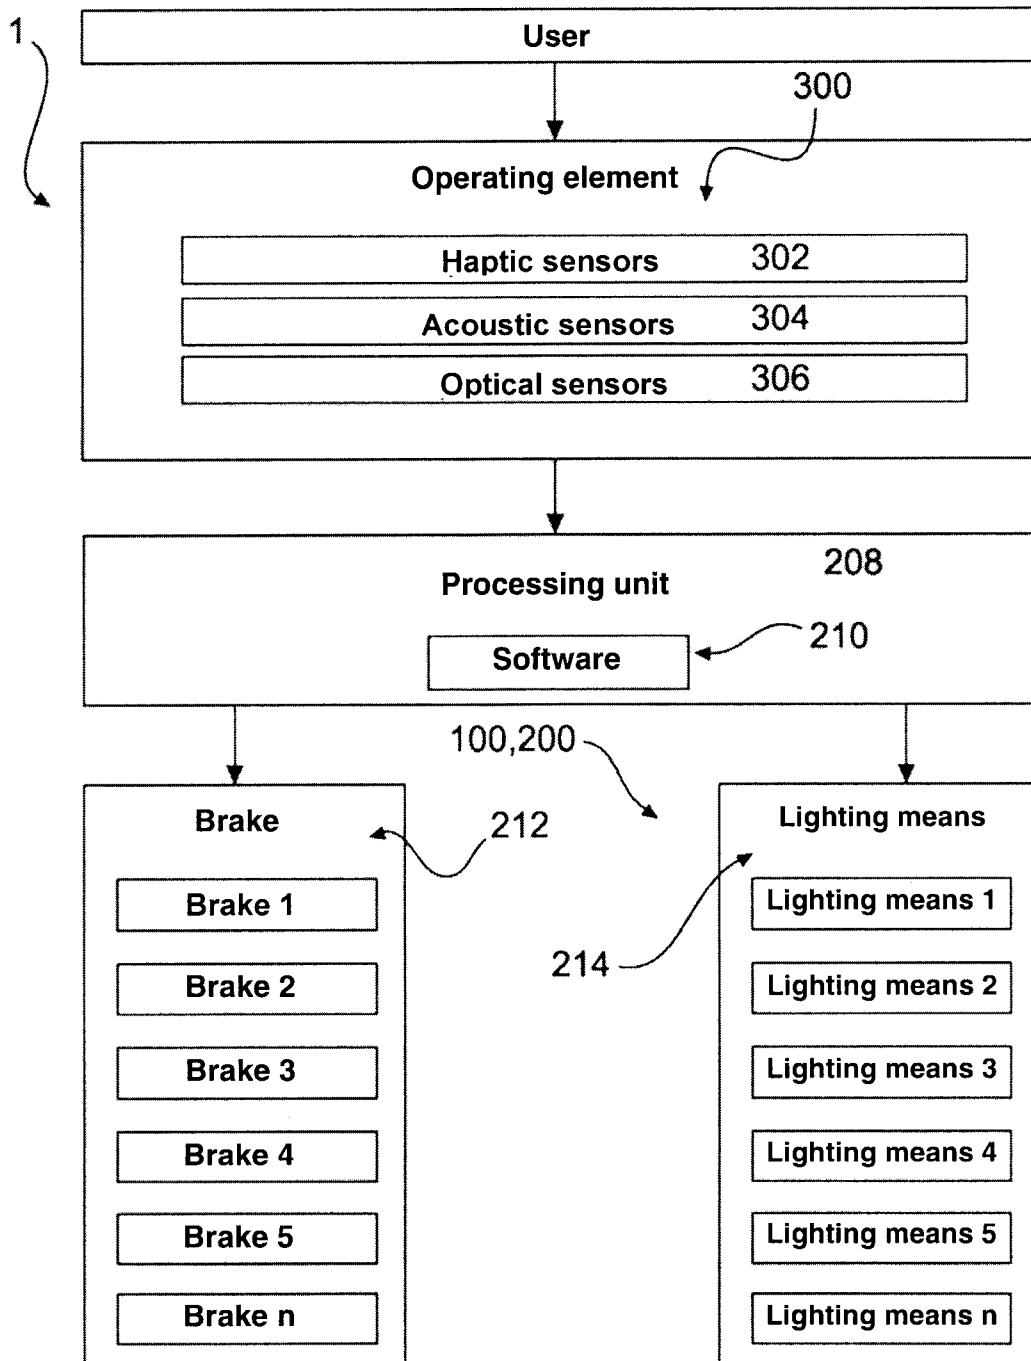 1
User
300
Operating element
Haptic sensors 302
Acoustic sensors 304
Optical sensors 306
208
Processing unit
210
Software
100,200
Brake
212
Brake 1
Brake 2
Brake 3
Brake 4
Brake 5
Brake n
Lighting means
214
Lighting means 1
Lighting means 2
Lighting means 3
Lighting means 4
Lighting means 5
Lighting means n